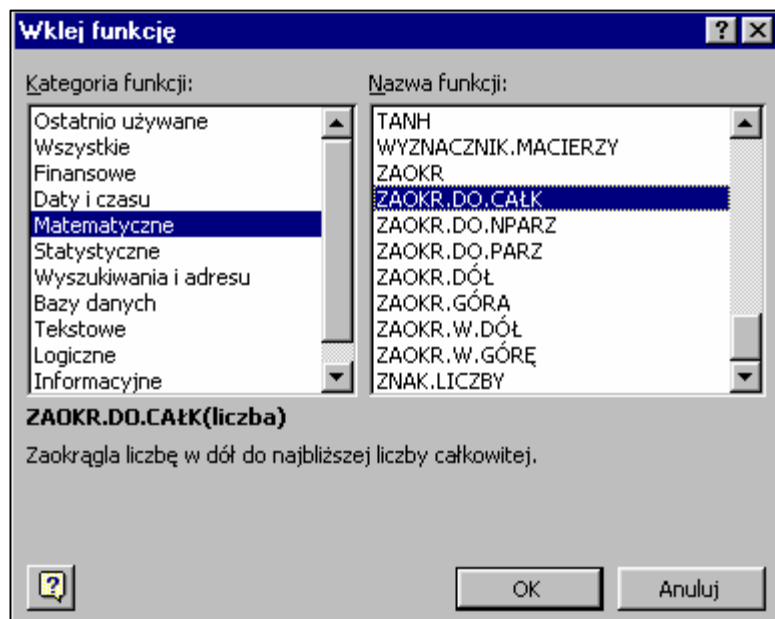 Wklej funkcję
Kategoria funkcji:
Ostatnio używane
Wszystkie
Finansowe
Daty i czasu
Matematyczne
Statystyczne
Wyszukiwania i adresu
Bazy danych
Tekstowe
Logiczne
Informacyjne
Nazwa funkcji:
TANH
WYZNACZNIK.MACIERZY
ZAOKR
ZAOKR.DO.CAŁK
ZAOKR.DO.NPARZ
ZAOKR.DO.PARZ
ZAOKR.DÓŁ
ZAOKR.GÓRA
ZAOKR.W.DÓŁ
ZAOKR.W.GÓRĘ
ZNAK.LICZBY
ZAOKR.DO.CAŁK(liczba)
Zaokrągla liczbę w dół do najbliższej liczby całkowitej.
OK
Anuluj